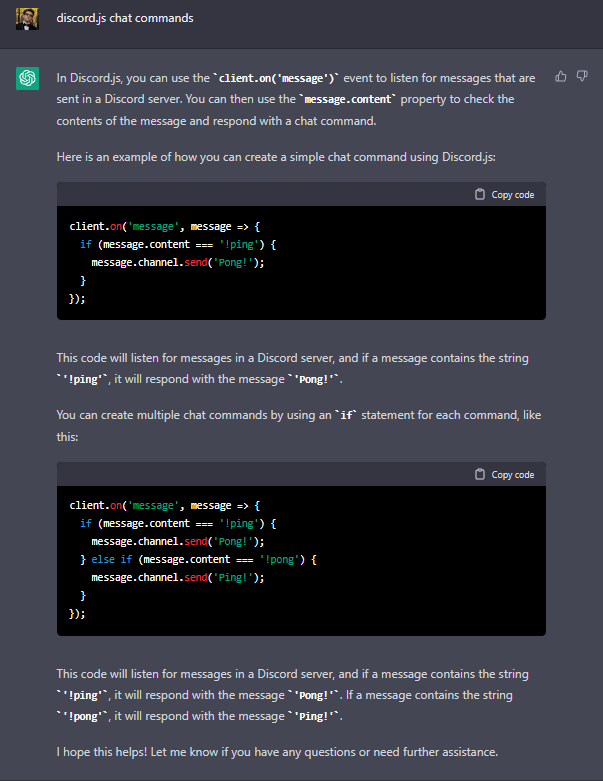 discord.js chat commands
In Discord.js, you can use the `client.on('message')` event to listen for messages that are
sent in a Discord server. You can then use the `message.content` property to check the
contents of the message and respond with a chat command.
Here is an example of how you can create a simple chat command using Discord.js:
Copy code
client.on('message', message => {
  if (message.content === '!ping') {
    message.channel.send('Pong!');
  }
});
This code will listen for messages in a Discord server, and if a message contains the string
`'!ping'`, it will respond with the message `'Pong!'`.
You can create multiple chat commands by using an `if` statement for each command, like
this:
Copy code
client.on('message', message => {
  if (message.content === '!ping') {
    message.channel.send('Pong!');
  } else if (message.content === '!pong') {
    message.channel.send('Ping!');
  }
});
This code will listen for messages in a Discord server, and if a message contains the string
`'!ping'`, it will respond with the message `'Pong!'`. If a message contains the string
`'!pong'`, it will respond with the message `'Ping!'`.
I hope this helps! Let me know if you have any questions or need further assistance.